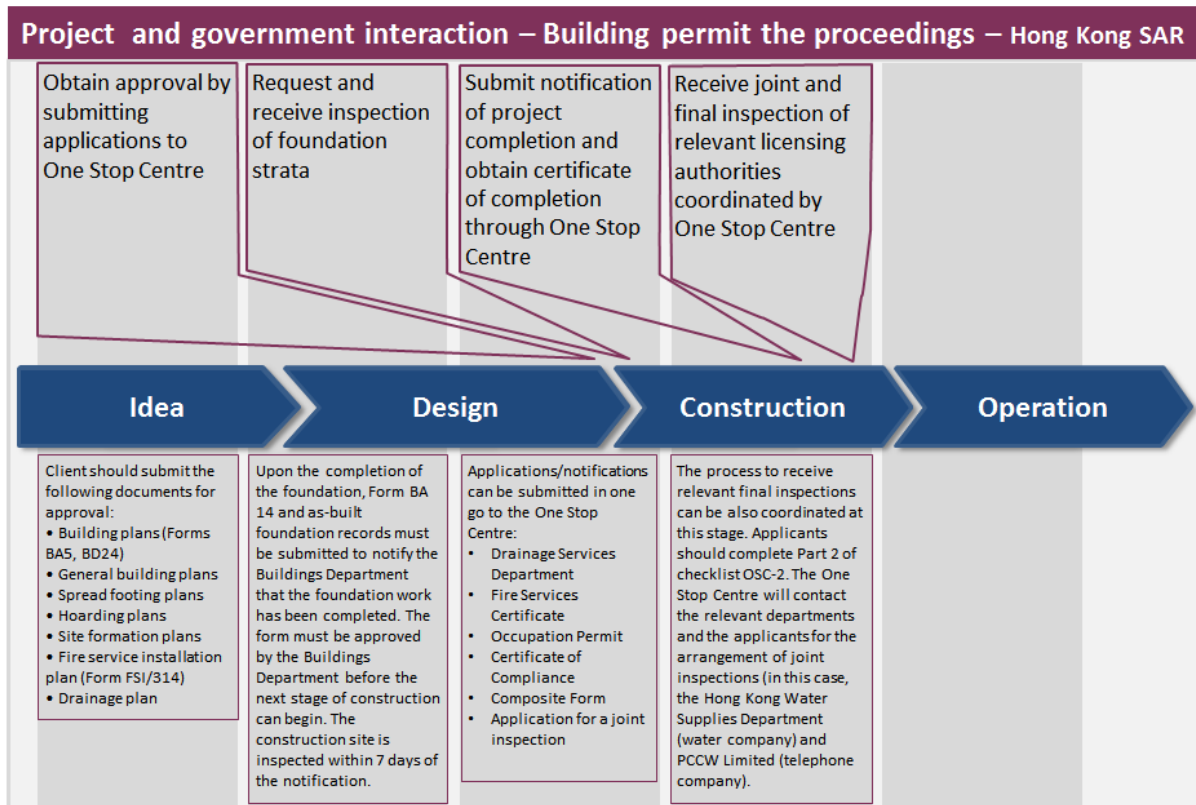 Project and government interaction – Building permit the proceedings – Hong Kong SAR
Obtain approval by
submitting
applications to
One Stop Centre
Request and
receive inspection
of foundation
strata
Submit notification
of project
completion and
obtain certificate
of completion
through One Stop
Centre
Receive joint and
final inspection of
relevant licensing
authorities
coordinated by
One Stop Centre
Idea
Design
Construction
Operation
Client should submit the
following documents for
approval:
• Building plans (Forms
BA5, BD24)
• General building plans
• Spread footing plans
• Hoarding plans
• Site formation plans
• Fire service installation
plan (Form FSI/314)
• Drainage plan
Upon the completion of
the foundation, Form BA
14 and as-built
foundation records must
be submitted to notify the
Buildings Department
that the foundation work
has been completed. The
form must be approved
by the Buildings
Department before the
next stage of construction
can begin. The
construction site is
inspected within 7 days of
the notification.
Applications/notifications
can be submitted in one
go to the One Stop
Centre:
• Drainage Services
Department
• Fire Services
Certificate
• Occupation Permit
• Certificate of
Compliance
• Composite Form
• Application for a joint
inspection
The process to receive
relevant final inspections
can be also coordinated at
this stage. Applicants
should complete Part 2 of
checklist OSC-2. The One
Stop Centre will contact
the relevant departments
and the applicants for the
arrangement of joint
inspections (in this case,
the Hong Kong Water
Supplies Department
(water company) and
PCCW Limited (telephone
company).